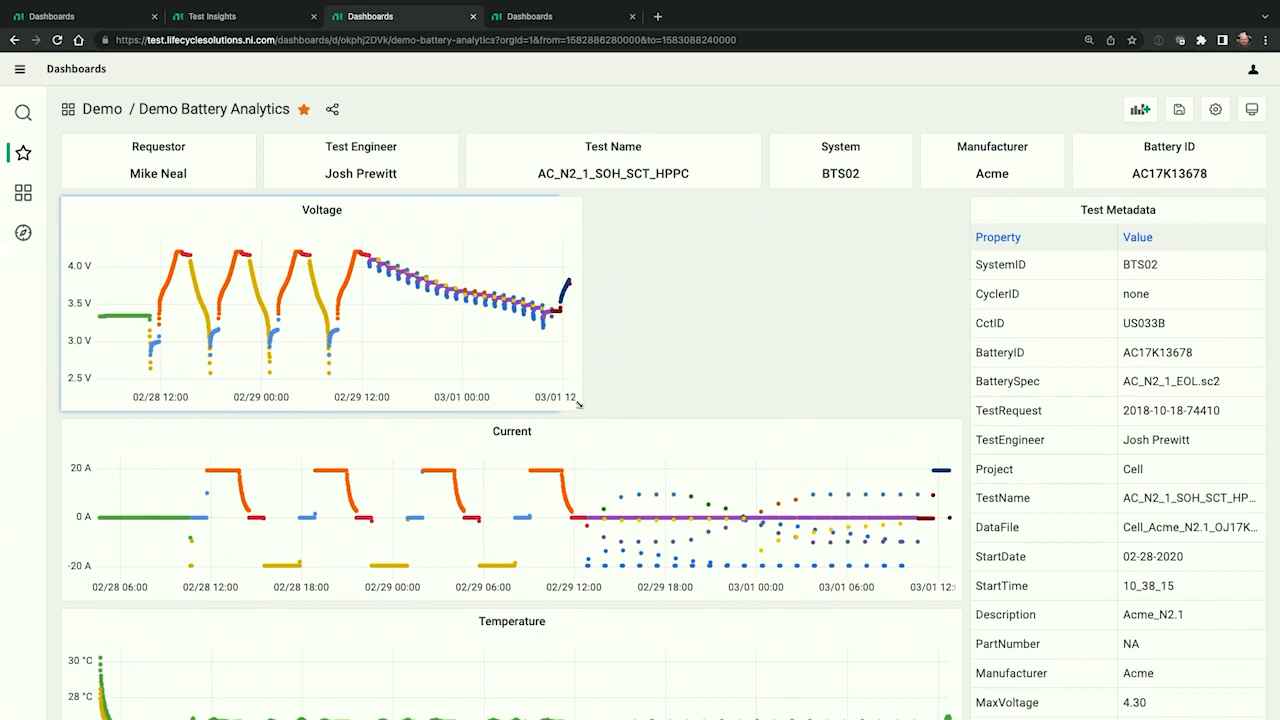 Dashboards
Test Insights
Dashboards
Dashboards
https://test.lifecyclesolutions.ni.com/dashboards/d/okphj2DVk/demo-battery-analytics?orgId=1&from=1582886280000&to=1583088240000
Dashboards
Demo / Demo Battery Analytics
Requestor
Mike Neal
Test Engineer
Josh Prewitt
Test Name
AC_N2_1_SOH_SCT_HPPC
System
BTS02
Manufacturer
Acme
Battery ID
AC17K13678
Voltage
4.0 V
3.5 V
3.0 V
2.5 V
02/28 12:00 02/29 00:00 02/29 12:00 03/01 00:00 03/01 12
Current
20 A
0 A
-20 A
02/28 06:00 02/28 12:00 02/28 18:00 02/29 00:00 02/29 06:00 02/29 12:00 02/29 18:00 03/01 00:00 03/01 06:00 03/01 12:
Temperature
30 °C
28 °C
Test Metadata
Property Value
SystemID BTS02
CyclerID none
CctID US033B
BatteryID AC17K13678
BatterySpec AC_N2_1_EOL.sc2
TestRequest 2018-10-18-74410
TestEngineer Josh Prewitt
Project Cell
TestName AC_N2_1_SOH_SCT_HP...
DataFile Cell_Acme_N2.1_OJ17K...
StartDate 02-28-2020
StartTime 10_38_15
Description Acme_N2.1
PartNumber NA
Manufacturer Acme
MaxVoltage 4.30